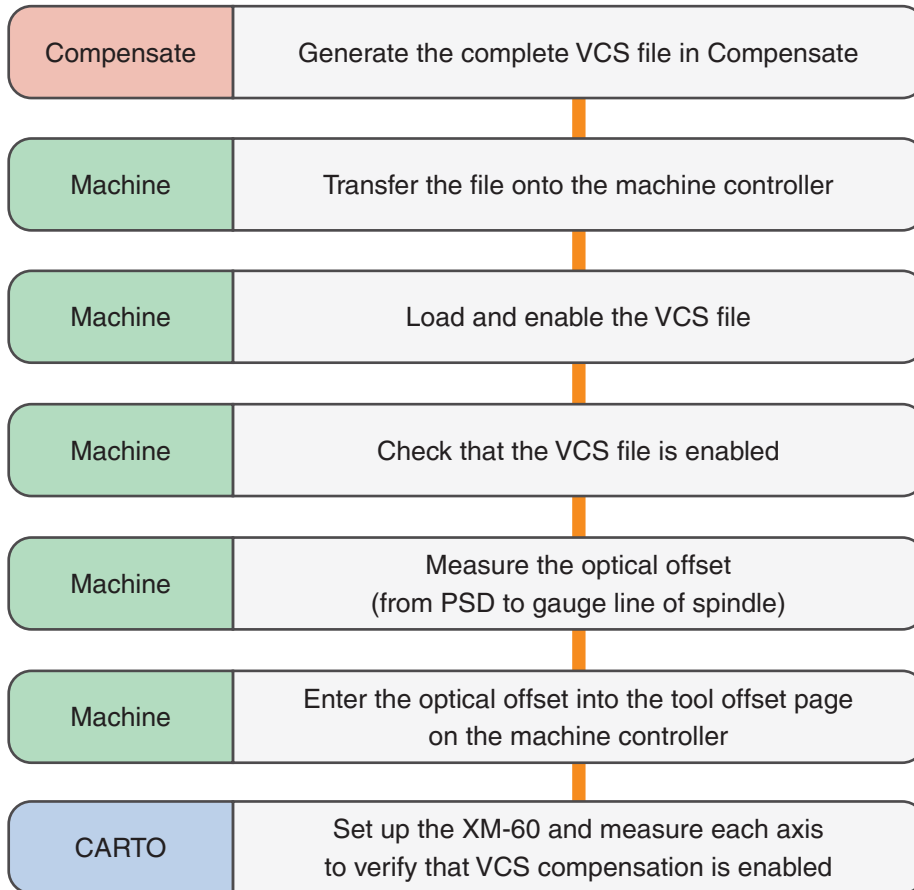 Compensate
Generate the complete VCS file in Compensate
Machine
Transfer the file onto the machine controller
Machine
Load and enable the VCS file
Machine
Check that the VCS file is enabled
Machine
Measure the optical offset
(from PSD to gauge line of spindle)
Machine
Enter the optical offset into the tool offset page
on the machine controller
CARTO
Set up the XM-60 and measure each axis
to verify that VCS compensation is enabled